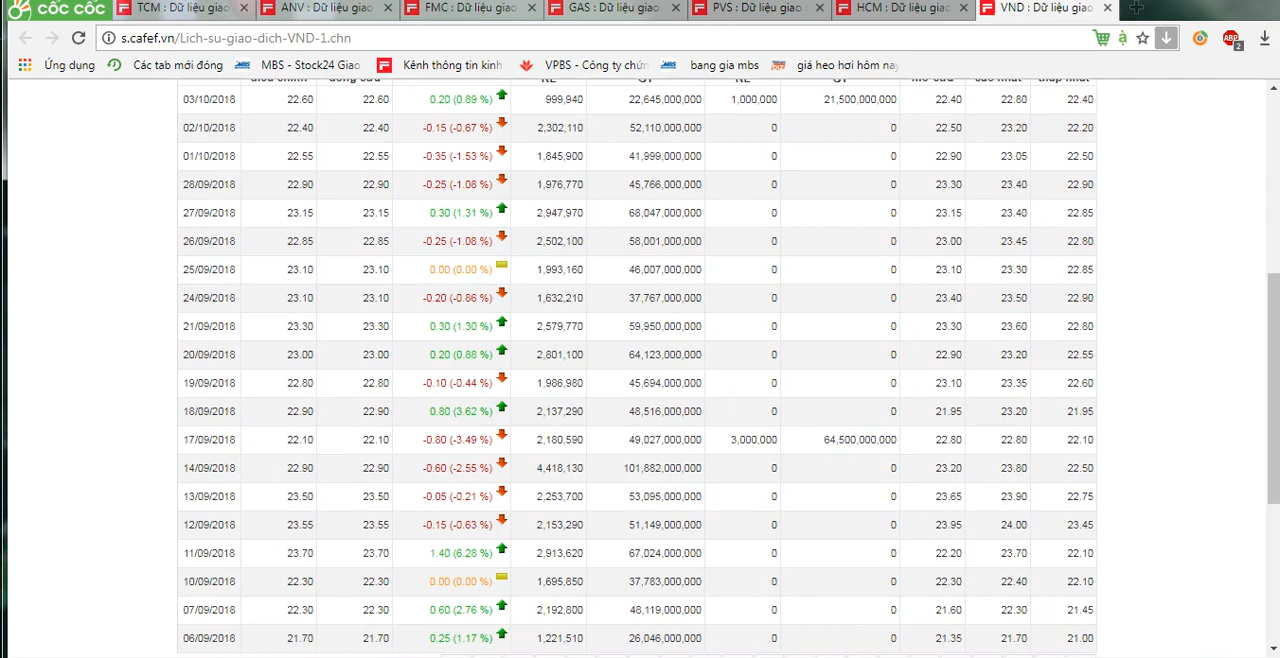 cốc cốc TCM : Dữ liệu giao ANV : Dữ liệu giao FMC : Dữ liệu giao GAS : Dữ liệu giao PVS : Dữ liệu giao HCM : Dữ liệu giao VND : Dữ liệu giao
s.cafef.vn/Lich-su-giao-dich-VND-1.chn ABP 2
Ứng dụng Các tab mới đóng MBS - Stock24 Giao Kênh thông tin kinh VPBS - Công ty chứn bang gia mbs giá heo hơi hôm nay
03/10/2018 22.60 22.60 0.20 (0.89 %) 999,940 22,645,000,000 1,000,000 21,500,000,000 22.40 22.80 22.40
02/10/2018 22.40 22.40 -0.15 (-0.67 %) 2,302,110 52,110,000,000 0 0 22.50 23.20 22.20
01/10/2018 22.55 22.55 -0.35 (-1.53 %) 1,845,900 41,999,000,000 0 0 22.90 23.05 22.50
28/09/2018 22.90 22.90 -0.25 (-1.08 %) 1,976,770 45,766,000,000 0 0 23.30 23.40 22.90
27/09/2018 23.15 23.15 0.30 (1.31 %) 2,947,970 68,047,000,000 0 0 23.15 23.40 22.85
26/09/2018 22.85 22.85 -0.25 (-1.08 %) 2,502,100 58,001,000,000 0 0 23.00 23.45 22.80
25/09/2018 23.10 23.10 0.00 (0.00 %) 1,993,160 46,007,000,000 0 0 23.10 23.30 22.85
24/09/2018 23.10 23.10 -0.20 (-0.86 %) 1,632,210 37,767,000,000 0 0 23.40 23.50 22.90
21/09/2018 23.30 23.30 0.30 (1.30 %) 2,579,770 59,950,000,000 0 0 23.30 23.60 22.80
20/09/2018 23.00 23.00 0.20 (0.88 %) 2,801,100 64,123,000,000 0 0 22.90 23.20 22.55
19/09/2018 22.80 22.80 -0.10 (-0.44 %) 1,986,980 45,694,000,000 0 0 23.10 23.35 22.60
18/09/2018 22.90 22.90 0.80 (3.62 %) 2,137,290 48,516,000,000 0 0 21.95 23.20 21.95
17/09/2018 22.10 22.10 -0.80 (-3.49 %) 2,180,590 49,027,000,000 3,000,000 64,500,000,000 22.80 22.80 22.10
14/09/2018 22.90 22.90 -0.60 (-2.55 %) 4,418,130 101,882,000,000 0 0 23.20 23.80 22.50
13/09/2018 23.50 23.50 -0.05 (-0.21 %) 2,253,700 53,095,000,000 0 0 23.65 23.90 22.75
12/09/2018 23.55 23.55 -0.15 (-0.63 %) 2,153,290 51,149,000,000 0 0 23.95 24.00 23.45
11/09/2018 23.70 23.70 1.40 (6.28 %) 2,913,620 67,024,000,000 0 0 22.20 23.70 22.10
10/09/2018 22.30 22.30 0.00 (0.00 %) 1,695,850 37,783,000,000 0 0 22.30 22.40 22.10
07/09/2018 22.30 22.30 0.60 (2.76 %) 2,192,800 48,119,000,000 0 0 21.60 22.30 21.45
06/09/2018 21.70 21.70 0.25 (1.17 %) 1,221,510 26,046,000,000 0 0 21.35 21.70 21.00